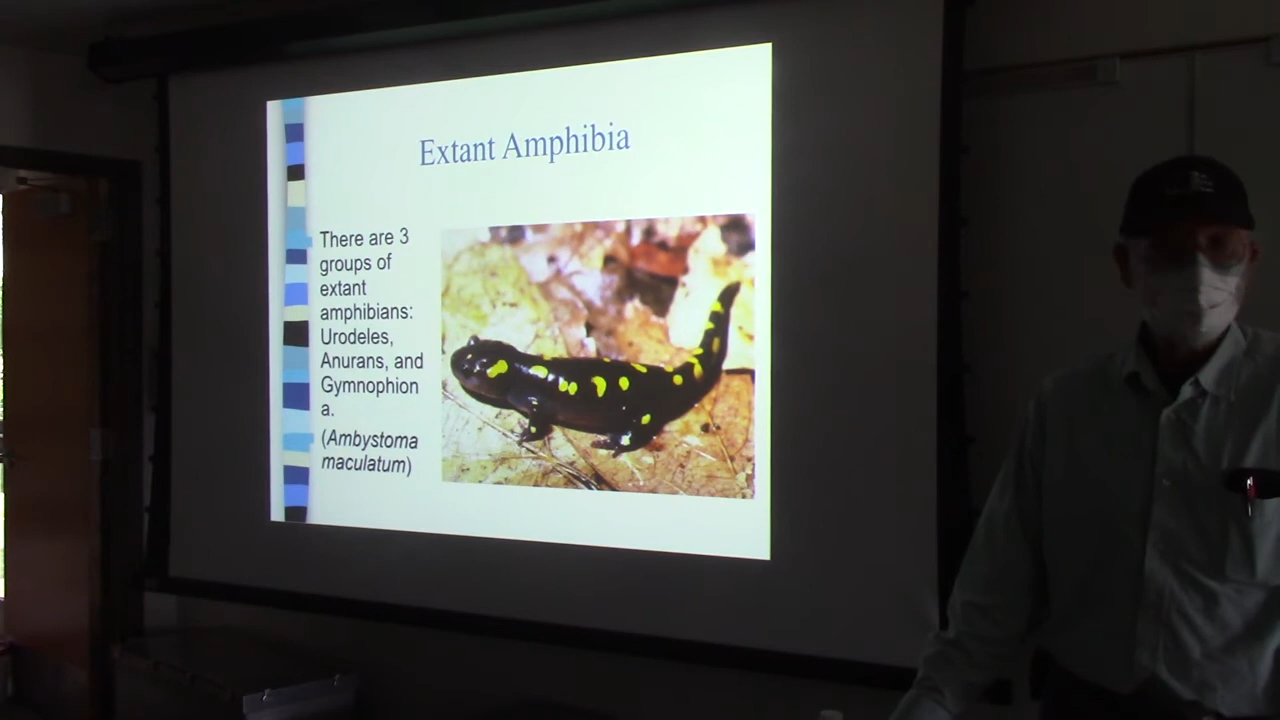 Extant Amphibia
There are 3
groups of
extant
amphibians:
Urodeles,
Anurans, and
Gymnophion
a.
(Ambystoma
maculatum)